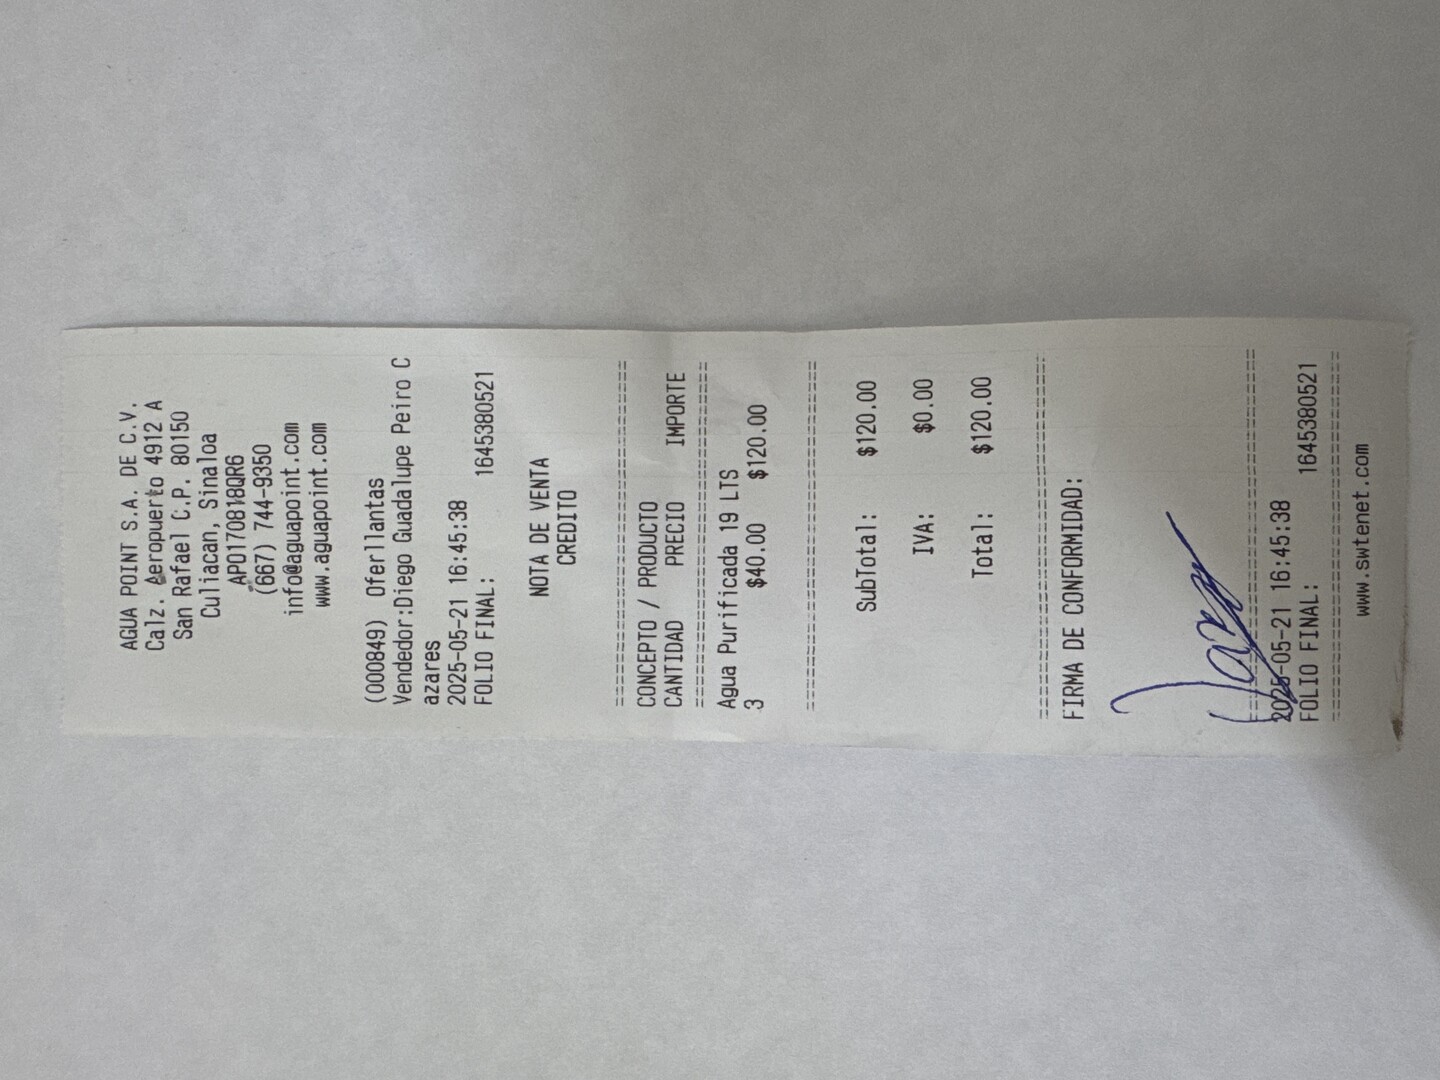 AGUA POINT S.A. DE C.V.
Calz. Aeropuerto 4912 A
San Rafael C.P. 80150
Culiacan, Sinaloa
APO170818QR6
(667) 744-9350
info@aguapoint.com
www.aguapoint.com
(000849) Oferllantas
Vendedor:Diego Guadalupe Peiro C
azares
2025-05-21 16:45:38
FOLIO FINAL: 1645380521
NOTA DE VENTA
CREDITO
CONCEPTO / PRODUCTO
CANTIDAD PRECIO IMPORTE
Agua Purificada 19 LTS
3 $40.00 $120.00
SubTotal: $120.00
IVA: $0.00
Total: $120.00
FIRMA DE CONFORMIDAD:
2025-05-21 16:45:38
FOLIO FINAL: 1645380521
www.swtenet.com